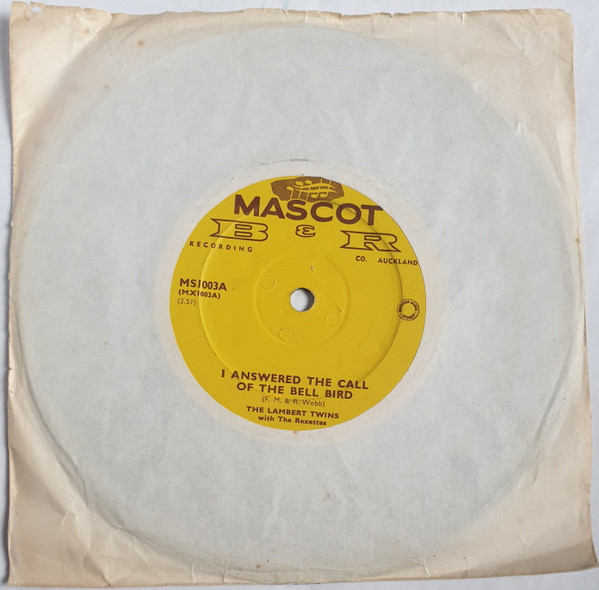 MASCOT
B & R
RECORDING CO. AUCKLAND
MS1003A
(MX1003A)
(2.51)
I ANSWERED THE CALL
OF THE BELL BIRD
(F. M. & R. Webb)
THE LAMBERT TWINS
with The Rexettes